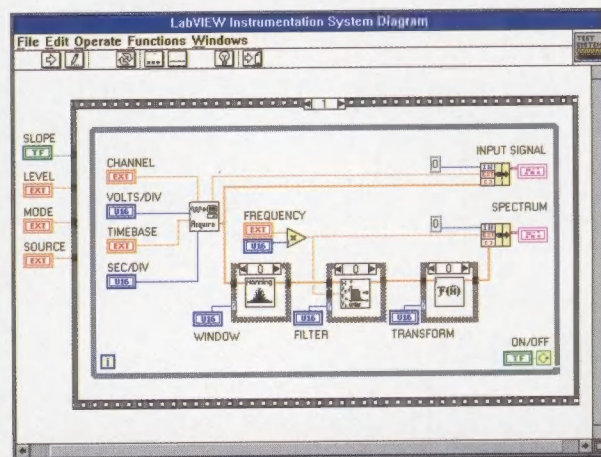 LabVIEW Instrumentation System Diagram
File Edit Operate Functions Windows
TEST
1
SLOPE
TF
LEVEL
EXT
MODE
EXT
SOURCE
EXT
CHANNEL
EXT
VOLTS/DIV
U16
TIMEBASE
EXT
SEC/DIV
U16
Acquire
FREQUENCY
EXT
U16
x
0
INPUT SIGNAL
0
SPECTRUM
0
Hanning
U16
WINDOW
0
U16
FILTER
0
F{H}
U16
TRANSFORM
ON/OFF
TF
i